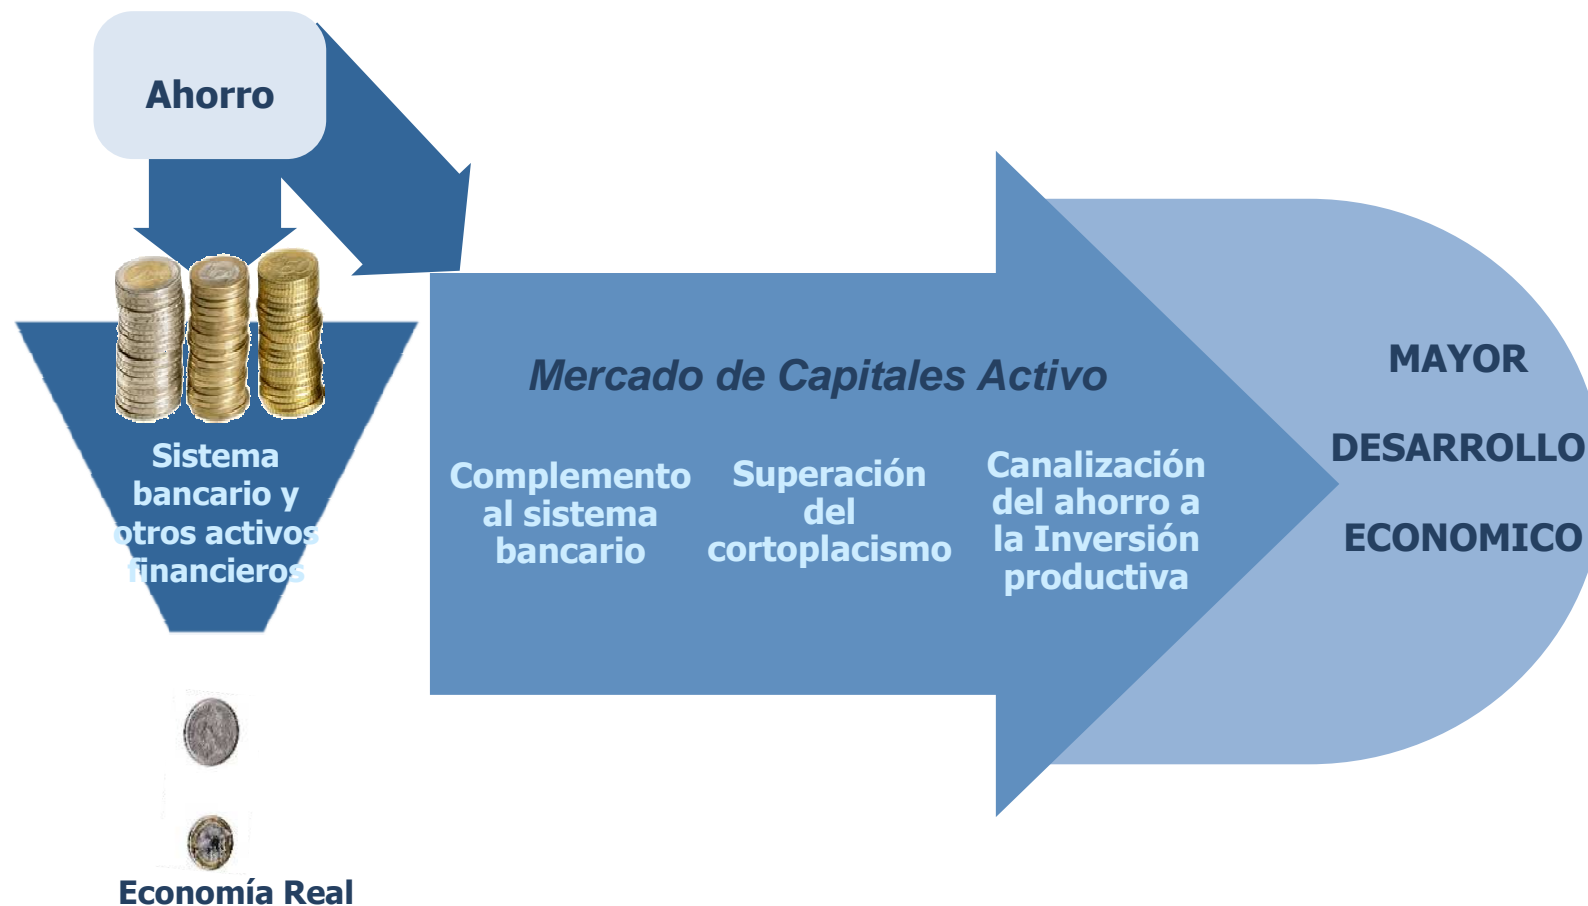 Ahorro
Sistema
bancario y
otros activos
financieros
Economía Real
Mercado de Capitales Activo
Complemento
al sistema
bancario
Superación
del
cortoplacismo
Canalización
del ahorro a
la Inversión
productiva
MAYOR
DESARROLLO
ECONOMICO